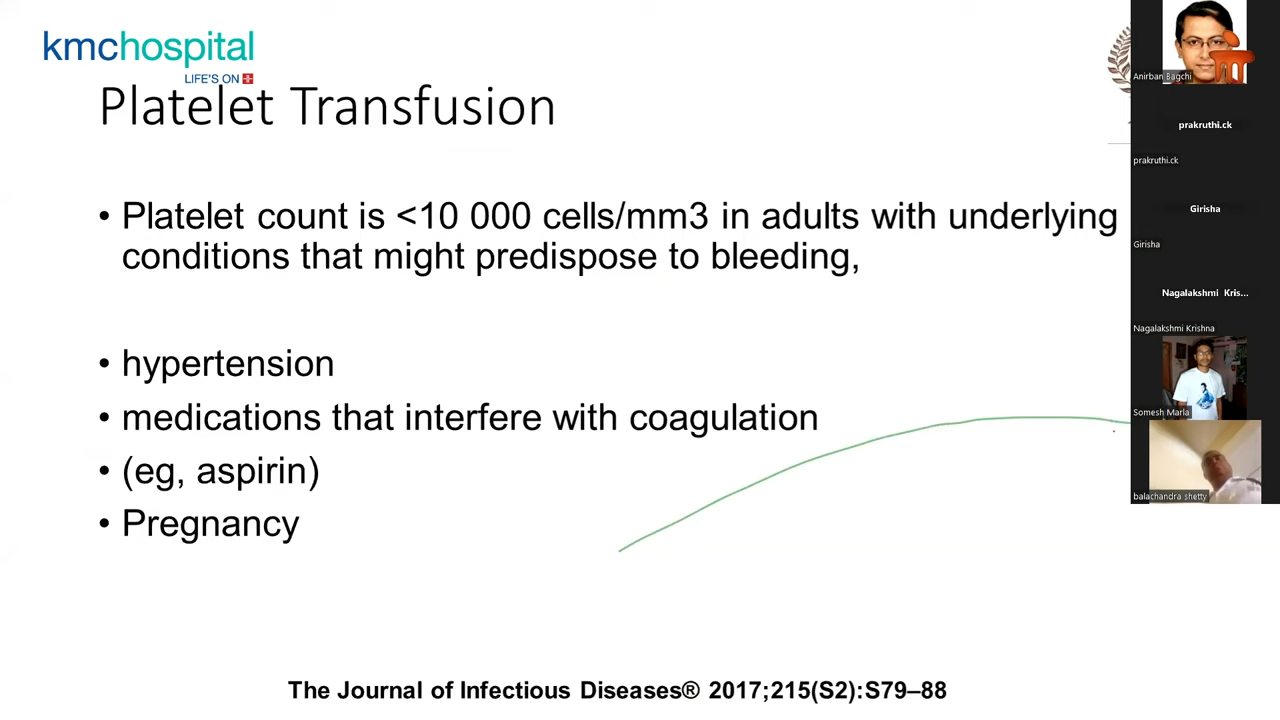 kmchospital
LIFE'S ON
Platelet Transfusion
• Platelet count is <10 000 cells/mm3 in adults with underlying
conditions that might predispose to bleeding,
• hypertension
• medications that interfere with coagulation
• (eg, aspirin)
• Pregnancy
The Journal of Infectious Diseases® 2017;215(S2):S79–88
Anirban Bagchi
prakruthi.ck
prakruthi.ck
Girisha
Girisha
Nagalakshmi Kris...
Nagalakshmi Krishna
Somesh Marla
balachandra shetty